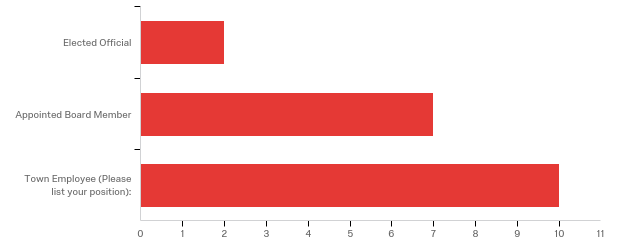 Elected Official
Appointed Board Member
Town Employee (Please
list your position):
0 1 2 3 4 5 6 7 8 9 10 11